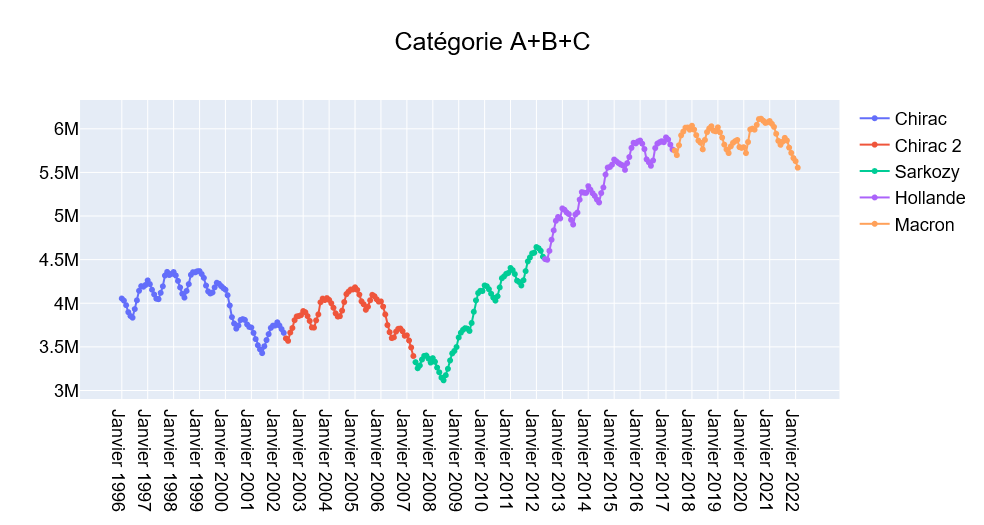 Catégorie A+B+C
6M
5.5M
5M
4.5M
4M
3.5M
3M
Janvier 1996
Janvier 1997
Janvier 1998
Janvier 1999
Janvier 2000
Janvier 2001
Janvier 2002
Janvier 2003
Janvier 2004
Janvier 2005
Janvier 2006
Janvier 2007
Janvier 2008
Janvier 2009
Janvier 2010
Janvier 2011
Janvier 2012
Janvier 2013
Janvier 2014
Janvier 2015
Janvier 2016
Janvier 2017
Janvier 2018
Janvier 2019
Janvier 2020
Janvier 2021
Janvier 2022
Chirac
Chirac 2
Sarkozy
Hollande
Macron